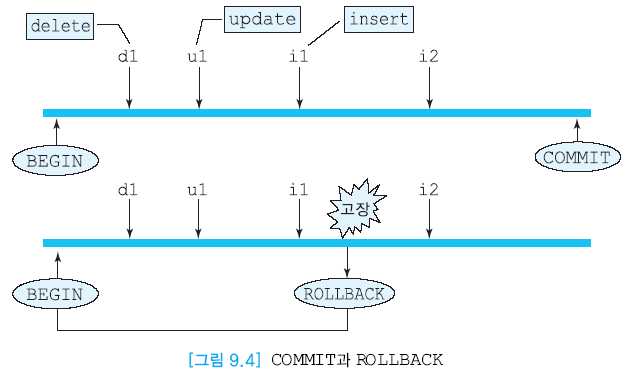 delete update insert
d1 u1 i1 i2
BEGIN COMMIT
d1 u1 i1 고장 i2
BEGIN ROLLBACK
[그림 9.4] COMMIT과 ROLLBACK